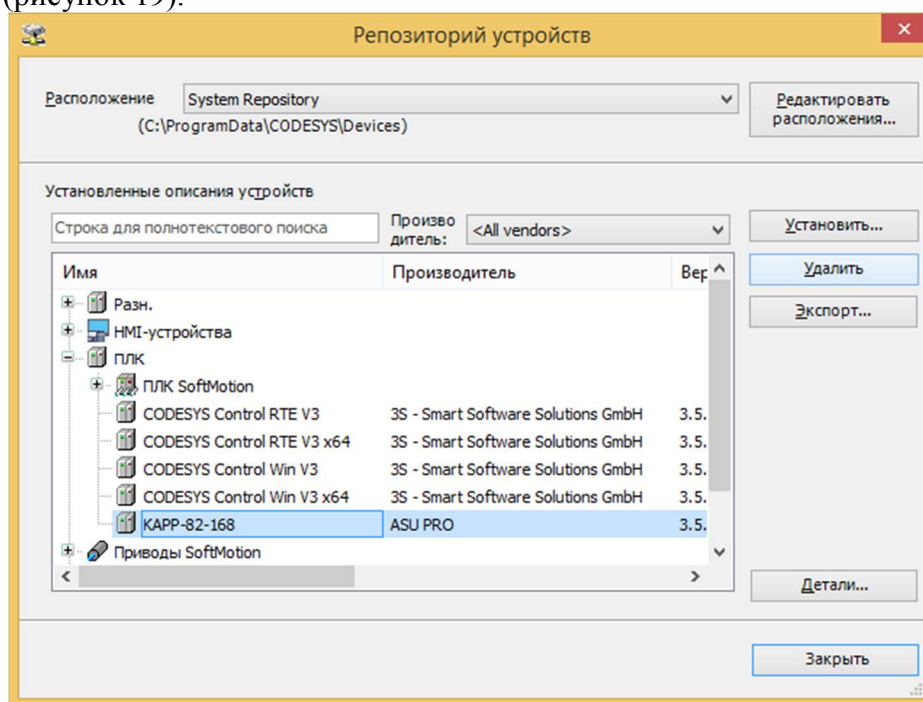 (рисунок 19).
Репозиторий устройств
Расположение System Repository Редактировать расположения...
(C:\ProgramData\CODESYS\Devices)
Установленные описания устройств
Строка для полнотекстового поиска Произво дитель: <All vendors> Установить...
Имя Производитель Вер Удалить
Разн.
HMI-устройства Экспорт...
ПЛК
ПЛК SoftMotion
CODESYS Control RTE V3 3S - Smart Software Solutions GmbH 3.5.
CODESYS Control RTE V3 x64 3S - Smart Software Solutions GmbH 3.5.
CODESYS Control Win V3 3S - Smart Software Solutions GmbH 3.5.
CODESYS Control Win V3 x64 3S - Smart Software Solutions GmbH 3.5.
KAPP-82-168 ASU PRO 3.5.
Приводы SoftMotion
Детали...
Закрыть